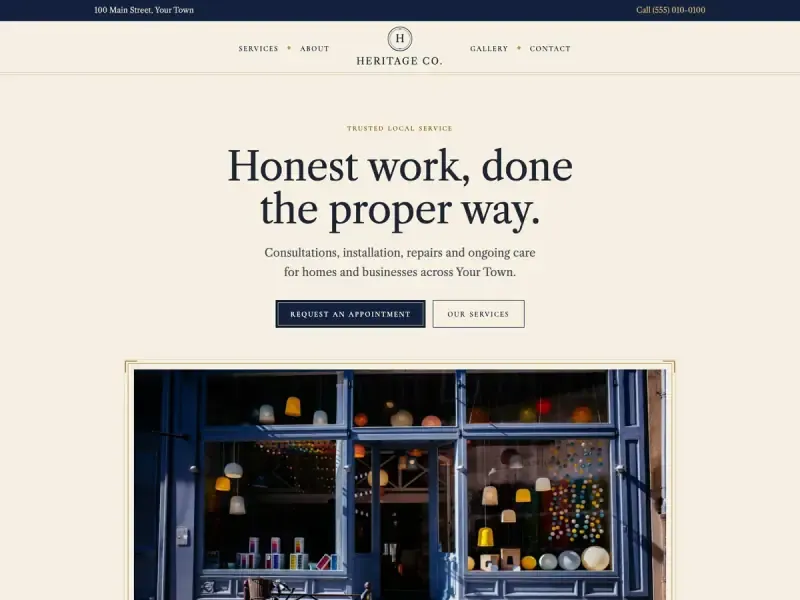 100 Main Street, Your Town
Call (555) 010-0100
SERVICES
ABOUT
H
HERITAGE CO.
GALLERY
CONTACT
TRUSTED LOCAL SERVICE
Honest work, done
the proper way.
Consultations, installation, repairs and ongoing care
for homes and businesses across Your Town.
REQUEST AN APPOINTMENT
OUR SERVICES